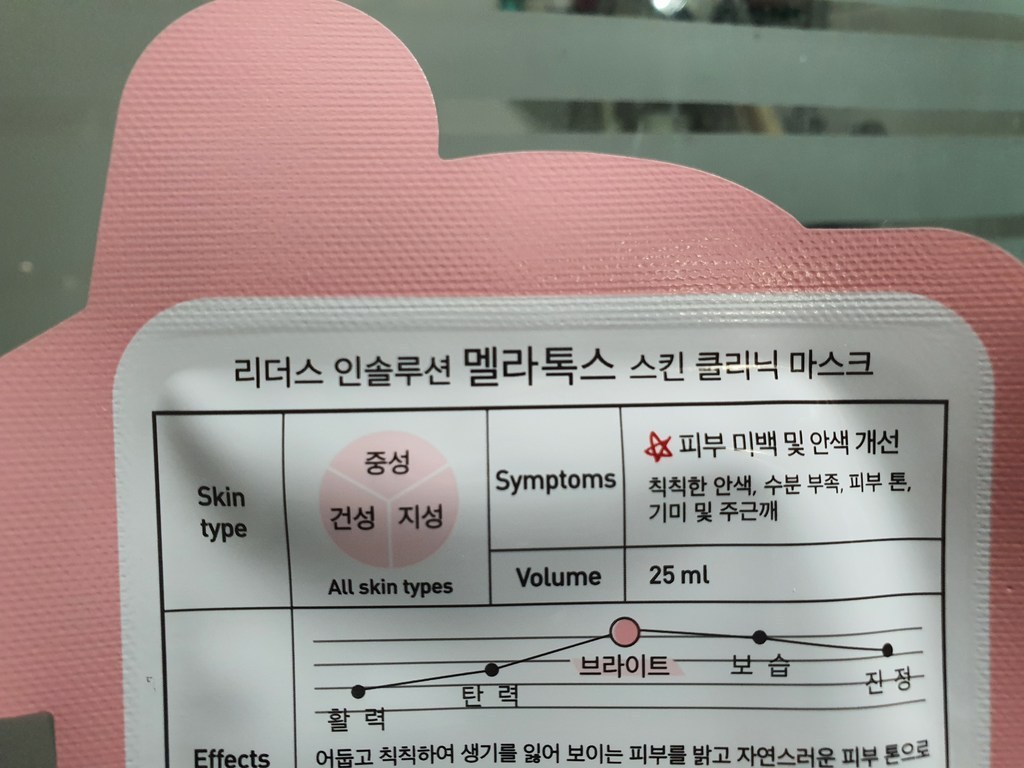 리더스 인솔루션 멜라톡스 스킨 클리닉 마스크
Skin
type
중성
건성 지성
All skin types
Symptoms
피부 미백 및 안색 개선
칙칙한 안색, 수분 부족, 피부 톤,
기미 및 주근깨
Volume
25 ml
Effects
활력
탄력
브라이트
보습
진정
어둡고 칙칙하여 생기를 잃어 보이는 피부를 밝고 자연스러운 피부 톤으로